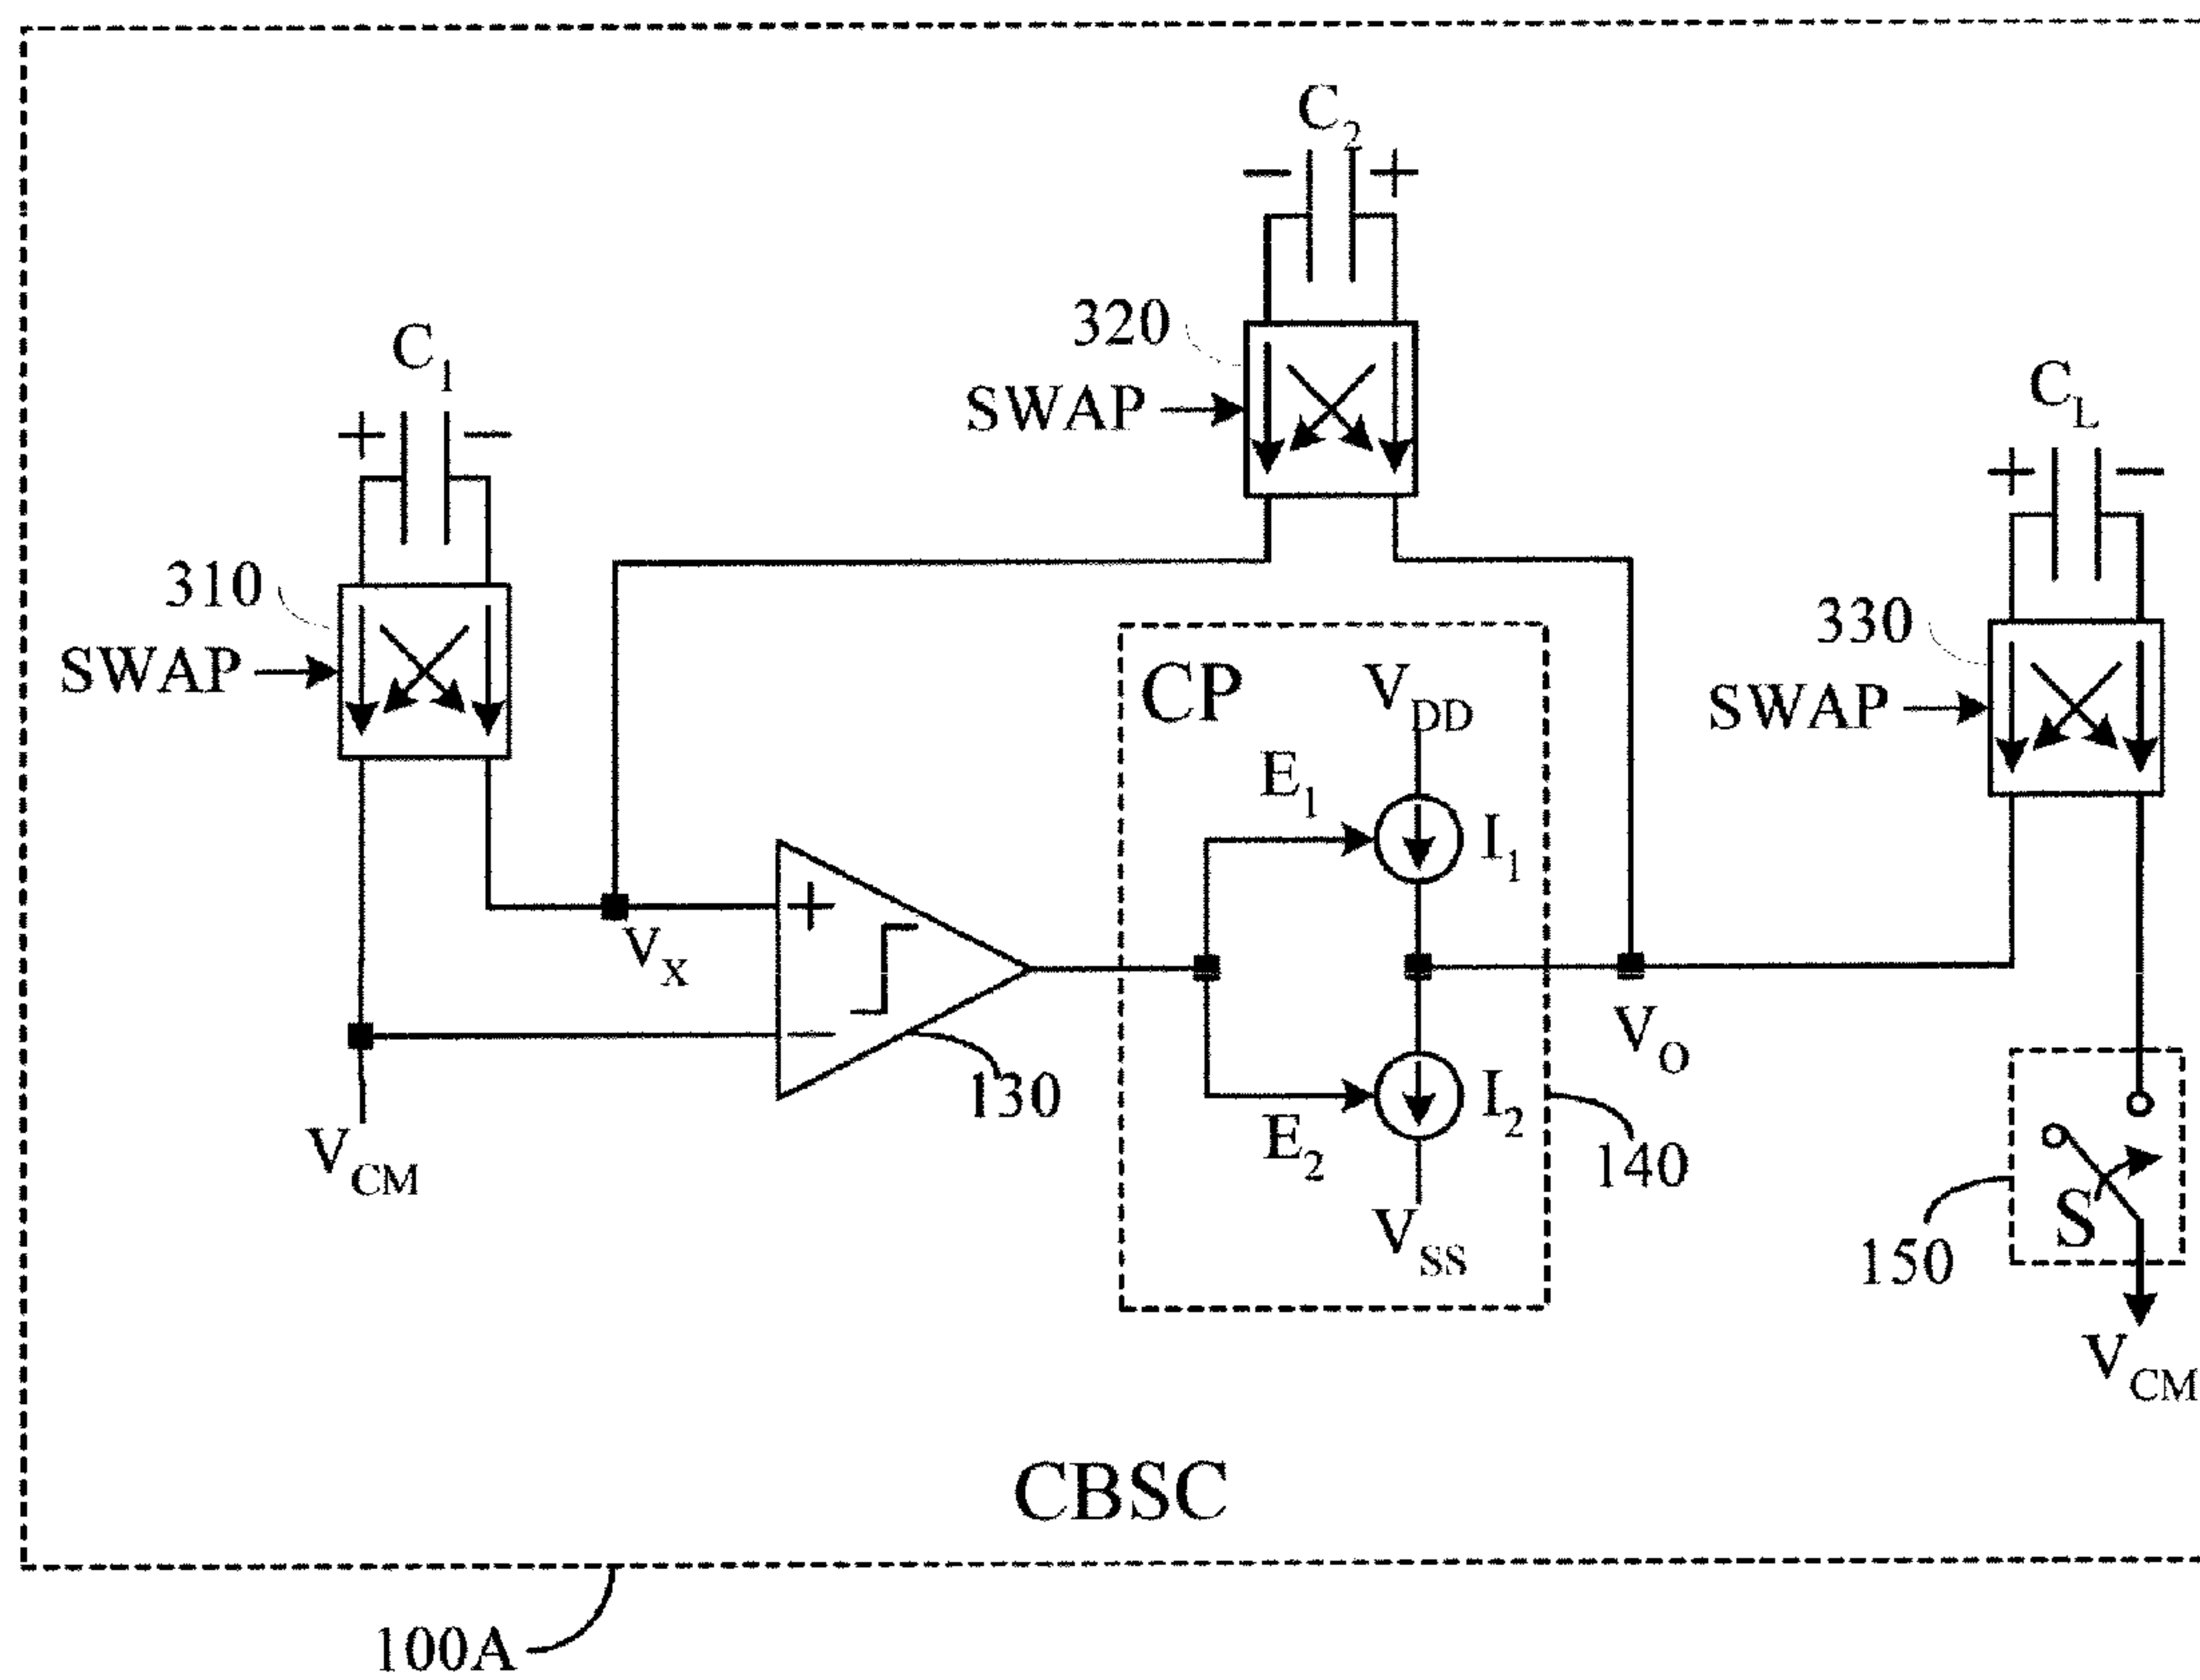 C2
− +
320
SWAP
C1
+ −
310
SWAP
CL
+ −
330
SWAP
CP
VDD
E1
I1
+
VX
−
130
VO
E2
I2
140
VCM
VSS
S
150
VCM
CBSC
100A